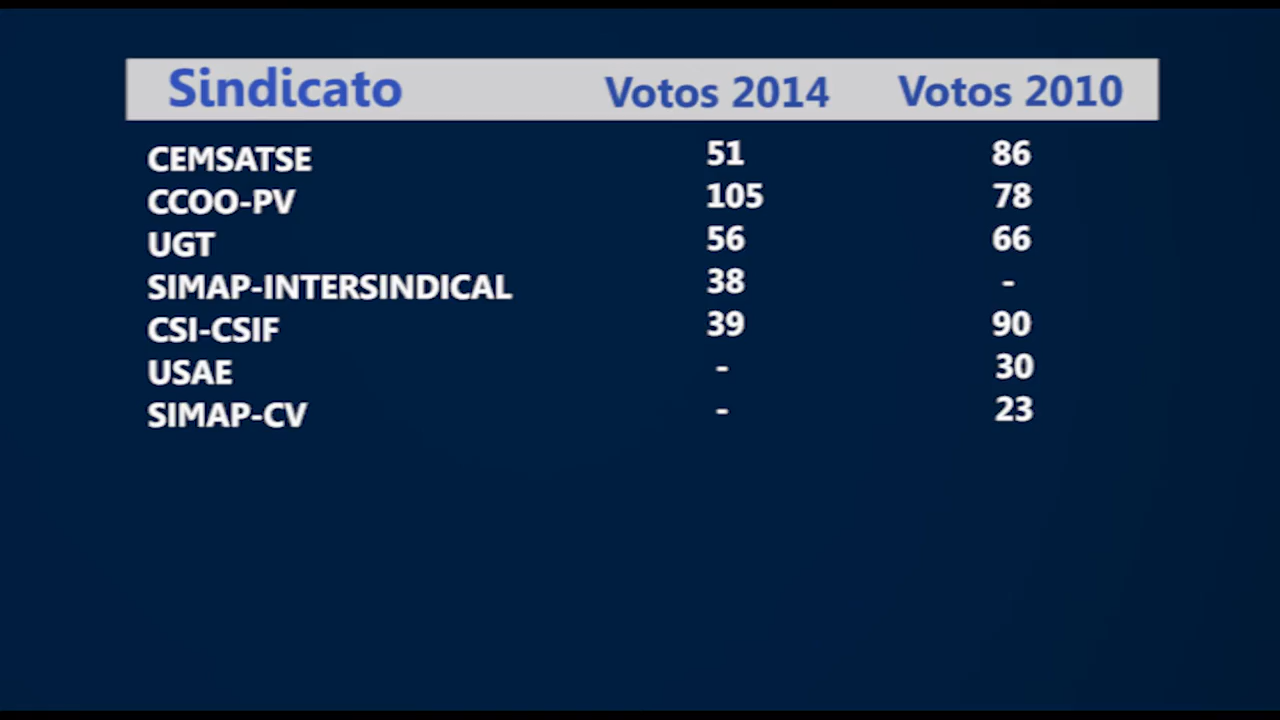 Sindicato Votos 2014 Votos 2010
CEMSATSE 51 86
CCOO-PV 105 78
UGT 56 66
SIMAP-INTERSINDICAL 38 -
CSI-CSIF 39 90
USAE - 30
SIMAP-CV - 23